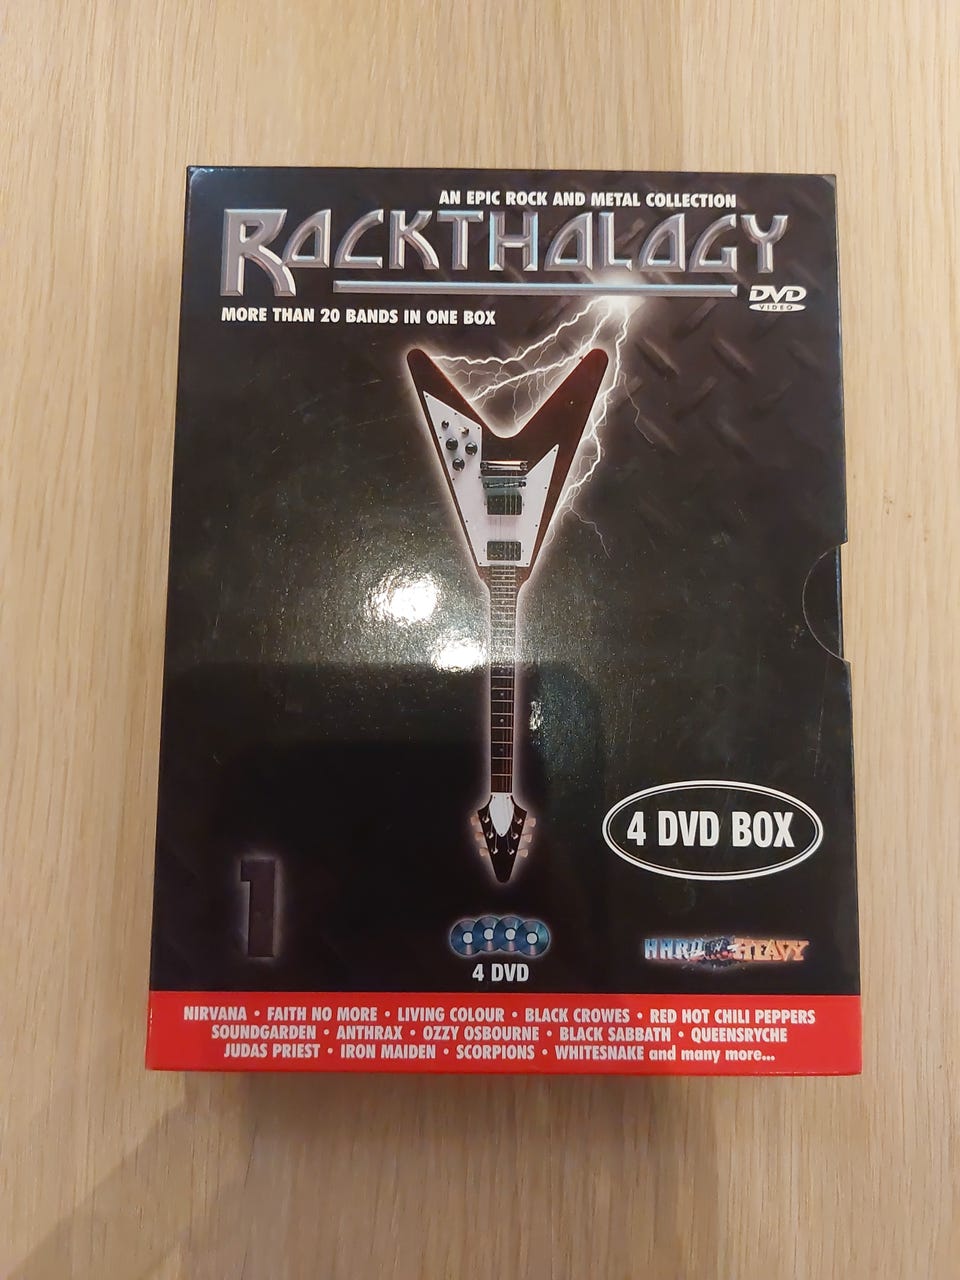 AN EPIC ROCK AND METAL COLLECTION
ROCKTHOLOGY
DVD
VIDEO
MORE THAN 20 BANDS IN ONE BOX
4 DVD BOX
1
4 DVD
HARD HEAVY
NIRVANA • FAITH NO MORE • LIVING COLOUR • BLACK CROWES • RED HOT CHILI PEPPERS
SOUNDGARDEN • ANTHRAX • OZZY OSBOURNE • BLACK SABBATH • QUEENSRYCHE
JUDAS PRIEST • IRON MAIDEN • SCORPIONS • WHITESNAKE and many more...